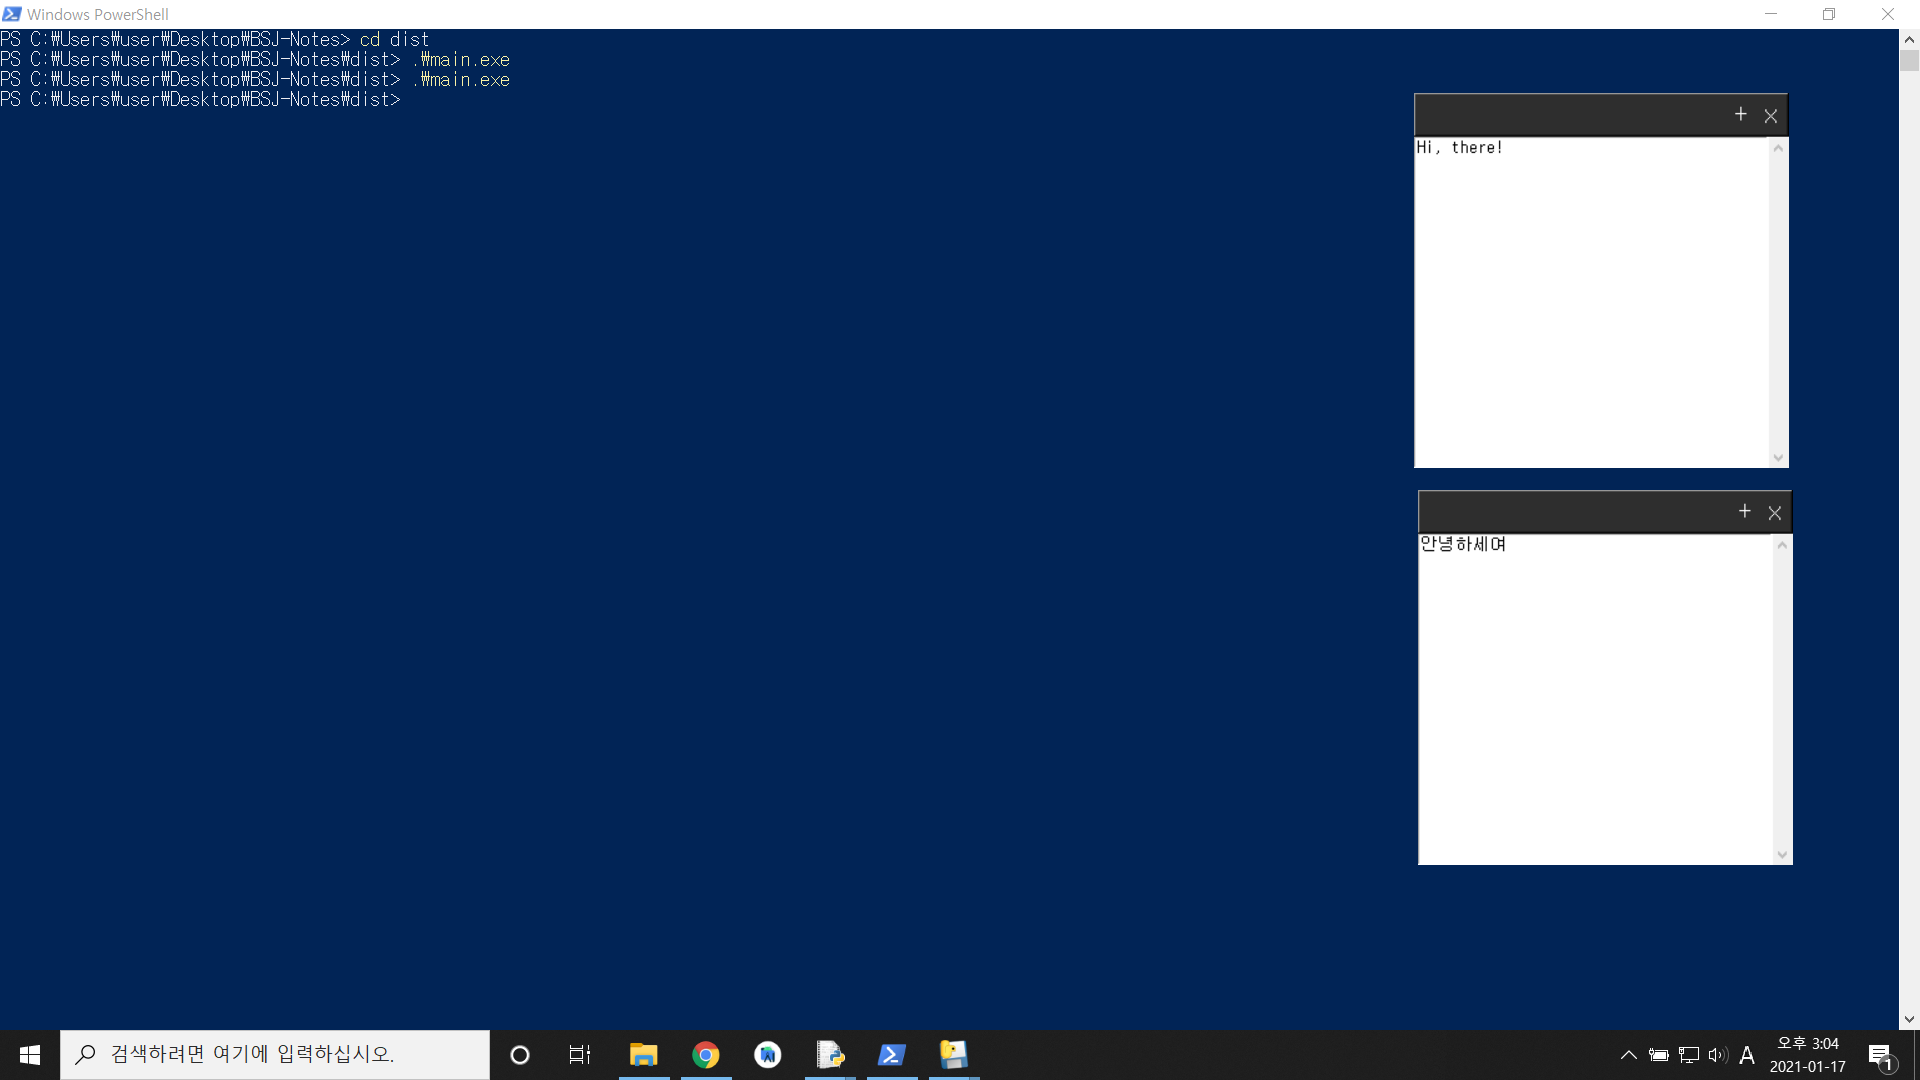 Windows PowerShell
PS C:₩Users₩user₩Desktop₩BSJ-Notes> cd dist
PS C:₩Users₩user₩Desktop₩BSJ-Notes₩dist> .₩main.exe
PS C:₩Users₩user₩Desktop₩BSJ-Notes₩dist> .₩main.exe
PS C:₩Users₩user₩Desktop₩BSJ-Notes₩dist>
Hi, there!
안녕하세여
검색하려면 여기에 입력하십시오.
A
오후 3:04
2021-01-17
1